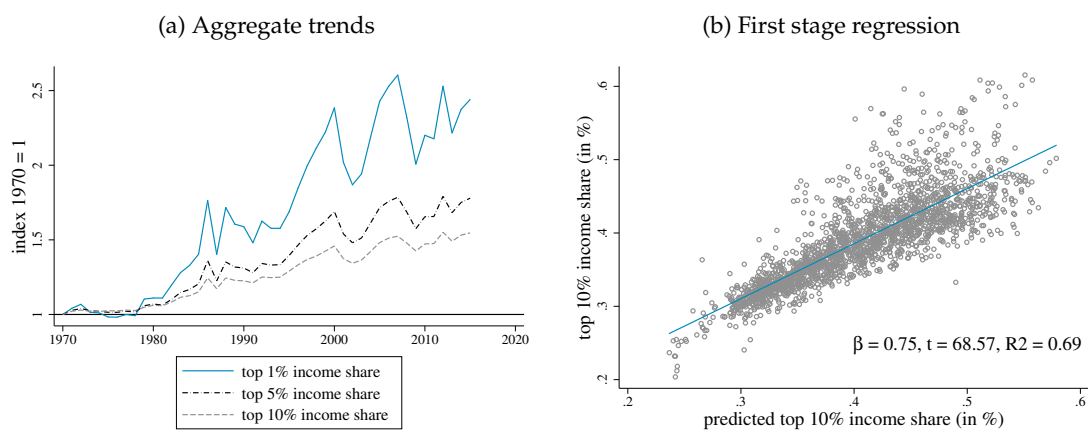 (a) Aggregate trends
index 1970 = 1
2.5
2
1.5
1
1970 1980 1990 2000 2010 2020
top 1% income share
top 5% income share
top 10% income share
(b) First stage regression
top 10% income share (in %)
.6
.5
.4
.3
.2
β = 0.75, t = 68.57, R2 = 0.69
.2 .3 .4 .5 .6
predicted top 10% income share (in %)